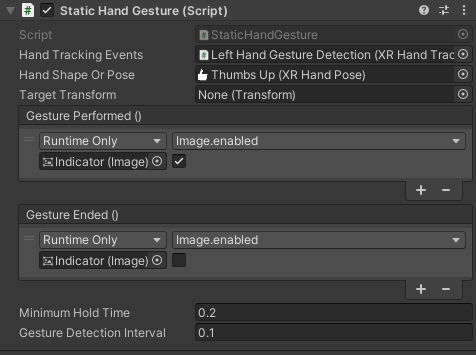 Static Hand Gesture (Script)
Script StaticHandGesture
Hand Tracking Events Left Hand Gesture Detection (XR Hand Trac
Hand Shape Or Pose Thumbs Up (XR Hand Pose)
Target Transform None (Transform)
Gesture Performed ()
Runtime Only Image.enabled
Indicator (Image)
Gesture Ended ()
Runtime Only Image.enabled
Indicator (Image)
Minimum Hold Time 0.2
Gesture Detection Interval 0.1